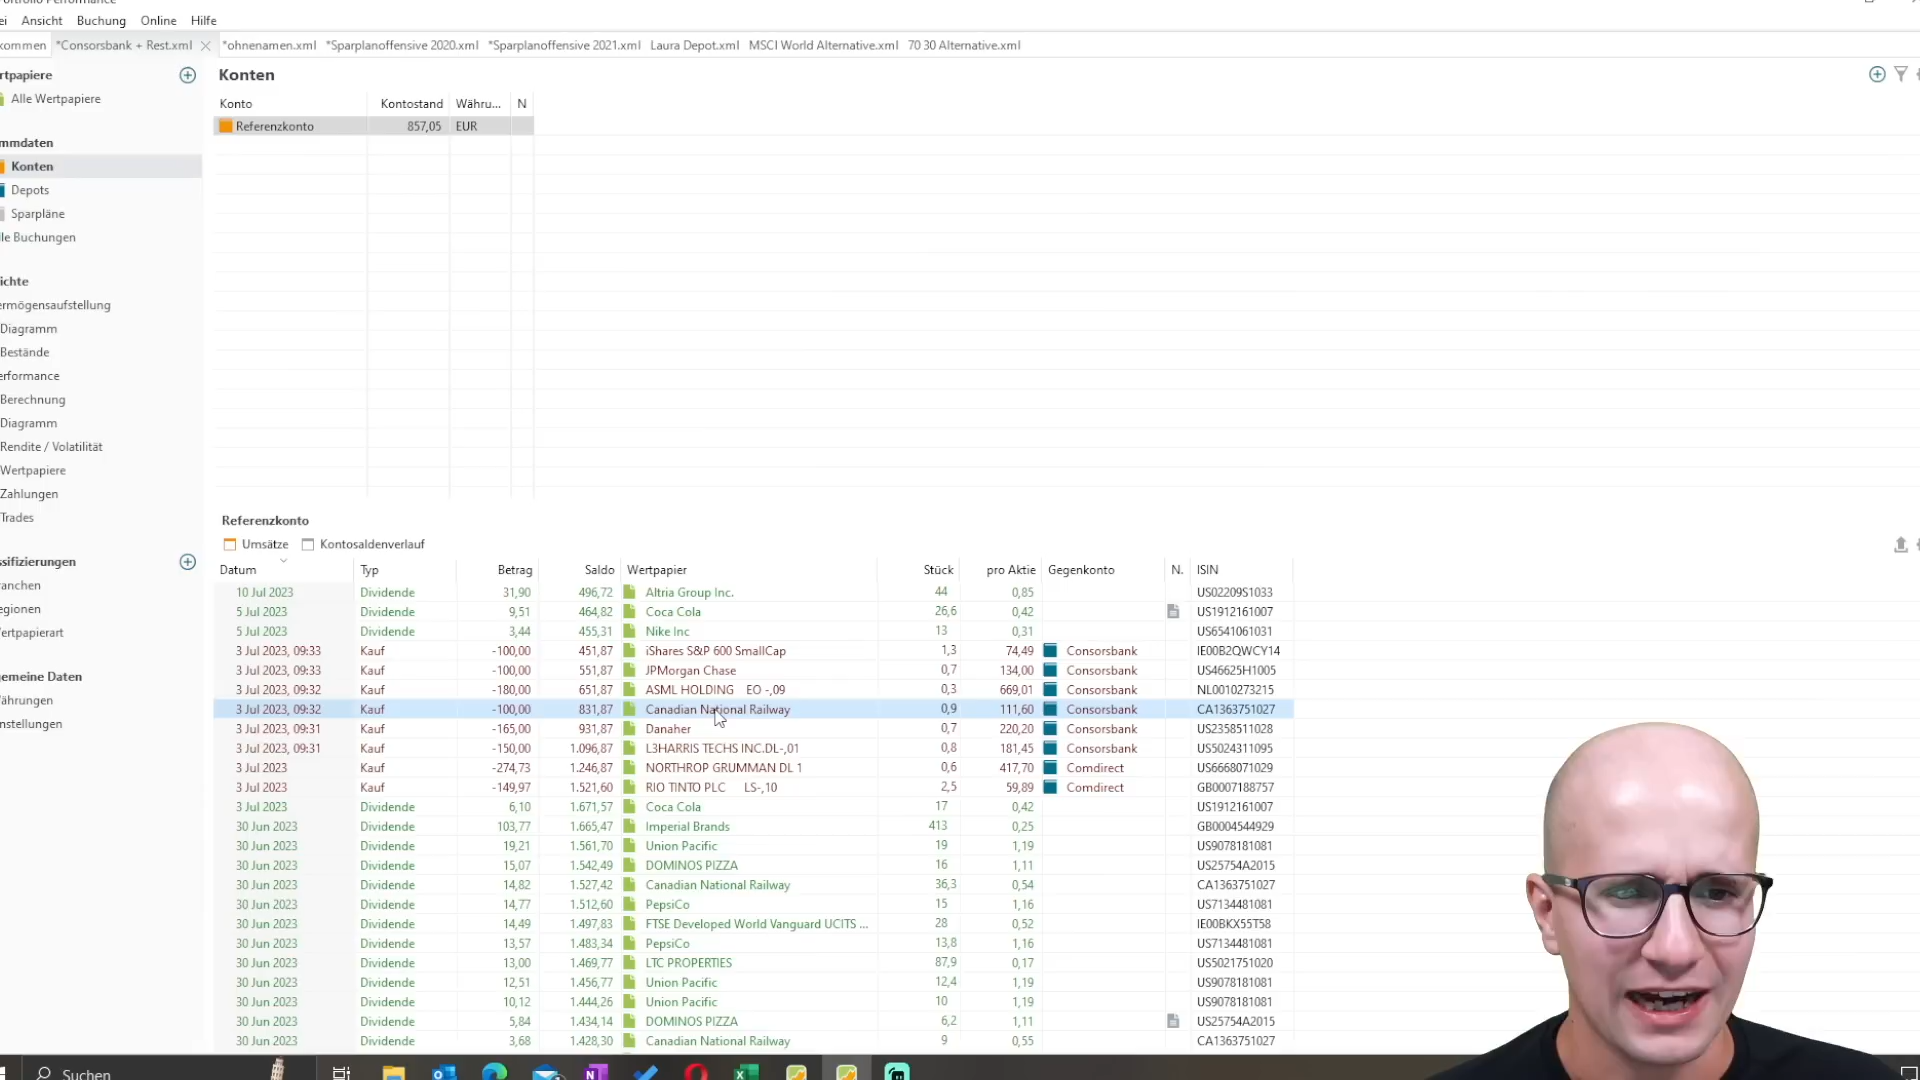 Portfolio Performance
ei Ansicht Buchung Online Hilfe
kommen *Consorsbank + Rest.xml *ohnenamen.xml *Sparplanoffensive 2020.xml *Sparplanoffensive 2021.xml Laura Depot.xml MSCI World Alternative.xml 70 30 Alternative.xml
rtpapiere
Alle Wertpapiere
mmdaten
Konten
Depots
Sparpläne
lle Buchungen
ichte
ermögensaufstellung
Diagramm
Bestände
erformance
Berechnung
Diagramm
Rendite / Volatilität
Wertpapiere
Zahlungen
Trades
ssifizierungen
ranchen
egionen
ertpapierart
gemeine Daten
ährungen
instellungen
Konten
Konto Kontostand Währu... N
Referenzkonto 857,05 EUR
Referenzkonto
Umsätze Kontosaldenverlauf
Datum Typ Betrag Saldo Wertpapier Stück pro Aktie Gegenkonto N. ISIN
10 Jul 2023 Dividende 31,90 496,72 Altria Group Inc. 44 0,85 US02209S1033
5 Jul 2023 Dividende 9,51 464,82 Coca Cola 26,6 0,42 US1912161007
5 Jul 2023 Dividende 3,44 455,31 Nike Inc 13 0,31 US6541061031
3 Jul 2023, 09:33 Kauf -100,00 451,87 iShares S&P 600 SmallCap 1,3 74,49 Consorsbank IE00B2QWCY14
3 Jul 2023, 09:33 Kauf -100,00 551,87 JPMorgan Chase 0,7 134,00 Consorsbank US46625H1005
3 Jul 2023, 09:32 Kauf -180,00 651,87 ASML HOLDING EO -,09 0,3 669,01 Consorsbank NL0010273215
3 Jul 2023, 09:32 Kauf -100,00 831,87 Canadian National Railway 0,9 111,60 Consorsbank CA1363751027
3 Jul 2023, 09:31 Kauf -165,00 931,87 Danaher 0,7 220,20 Consorsbank US2358511028
3 Jul 2023, 09:31 Kauf -150,00 1.096,87 L3HARRIS TECHS INC.DL-,01 0,8 181,45 Consorsbank US5024311095
3 Jul 2023 Kauf -274,73 1.246,87 NORTHROP GRUMMAN DL 1 0,6 417,70 Comdirect US6668071029
3 Jul 2023 Kauf -149,97 1.521,60 RIO TINTO PLC LS-,10 2,5 59,89 Comdirect GB0007188757
3 Jul 2023 Dividende 6,10 1.671,57 Coca Cola 17 0,42 US1912161007
30 Jun 2023 Dividende 103,77 1.665,47 Imperial Brands 413 0,25 GB0004544929
30 Jun 2023 Dividende 19,21 1.561,70 Union Pacific 19 1,19 US9078181081
30 Jun 2023 Dividende 15,07 1.542,49 DOMINOS PIZZA 16 1,11 US25754A2015
30 Jun 2023 Dividende 14,82 1.527,42 Canadian National Railway 36,3 0,54 CA1363751027
30 Jun 2023 Dividende 14,77 1.512,60 PepsiCo 15 1,16 US7134481081
30 Jun 2023 Dividende 14,49 1.497,83 FTSE Developed World Vanguard UCITS ... 28 0,52 IE00BKX55T58
30 Jun 2023 Dividende 13,57 1.483,34 PepsiCo 13,8 1,16 US7134481081
30 Jun 2023 Dividende 13,00 1.469,77 LTC PROPERTIES 87,9 0,17 US5021751020
30 Jun 2023 Dividende 12,51 1.456,77 Union Pacific 12,4 1,19 US9078181081
30 Jun 2023 Dividende 10,12 1.444,26 Union Pacific 10 1,19 US9078181081
30 Jun 2023 Dividende 5,84 1.434,14 DOMINOS PIZZA 6,2 1,11 US25754A2015
30 Jun 2023 Dividende 3,68 1.428,30 Canadian National Railway 9 0,55 CA1363751027
Suchen